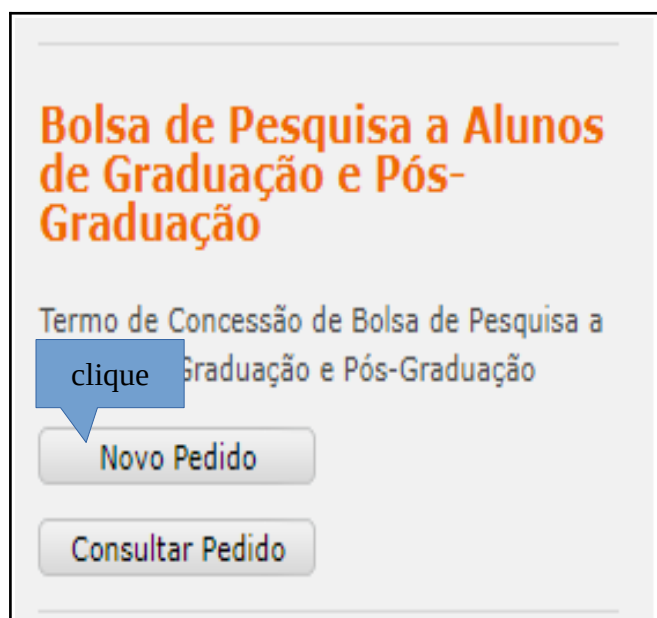 Bolsa de Pesquisa a Alunos
de Graduação e Pós-
Graduação
Termo de Concessão de Bolsa de Pesquisa a
clique
Graduação e Pós-Graduação
Novo Pedido
Consultar Pedido